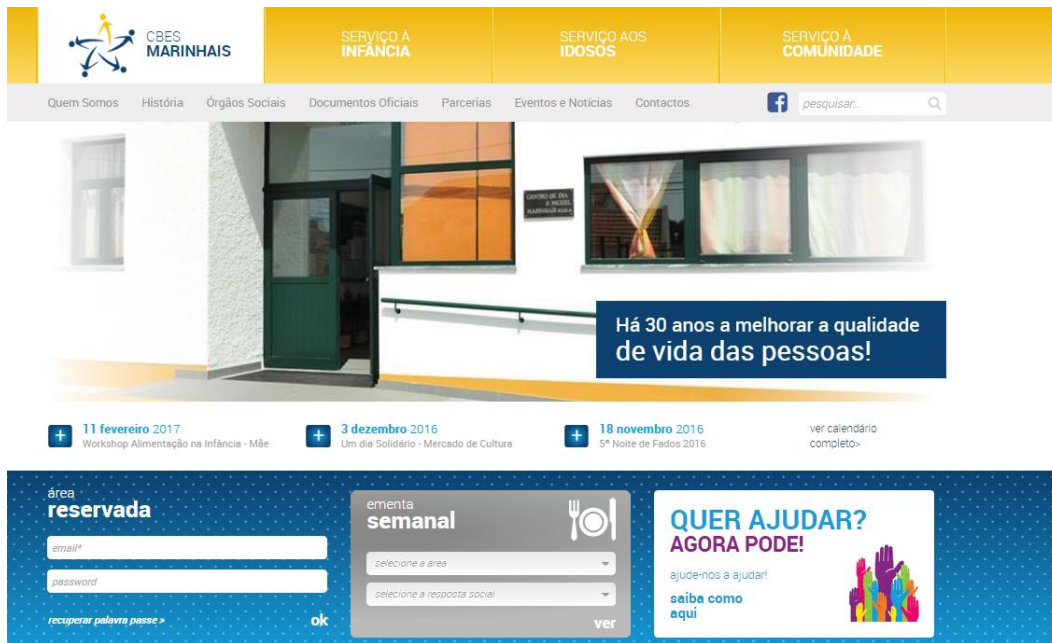 CBES
MARINHAIS
SERVIÇO À
INFÂNCIA
SERVIÇO AOS
IDOSOS
SERVIÇO À
COMUNIDADE
Quem Somos
História
Órgãos Sociais
Documentos Oficiais
Parcerias
Eventos e Notícias
Contactos
f
pesquisar...
CENTRO DE DIA
Há 30 anos a melhorar a qualidade
de vida das pessoas!
11 fevereiro 2017
Workshop Alimentação na Infância - Mãe
3 dezembro 2016
Um dia Solidário - Mercado de Cultura
18 novembro 2016
5ª Noite de Fados 2016
ver calendário
completo>
área
reservada
email*
password
recuperar palavra passe »
ok
ementa
semanal
selecione a área
selecione a resposta social
ver
QUER AJUDAR?
AGORA PODE!
ajude-nos a ajudar!
saiba como
aqui